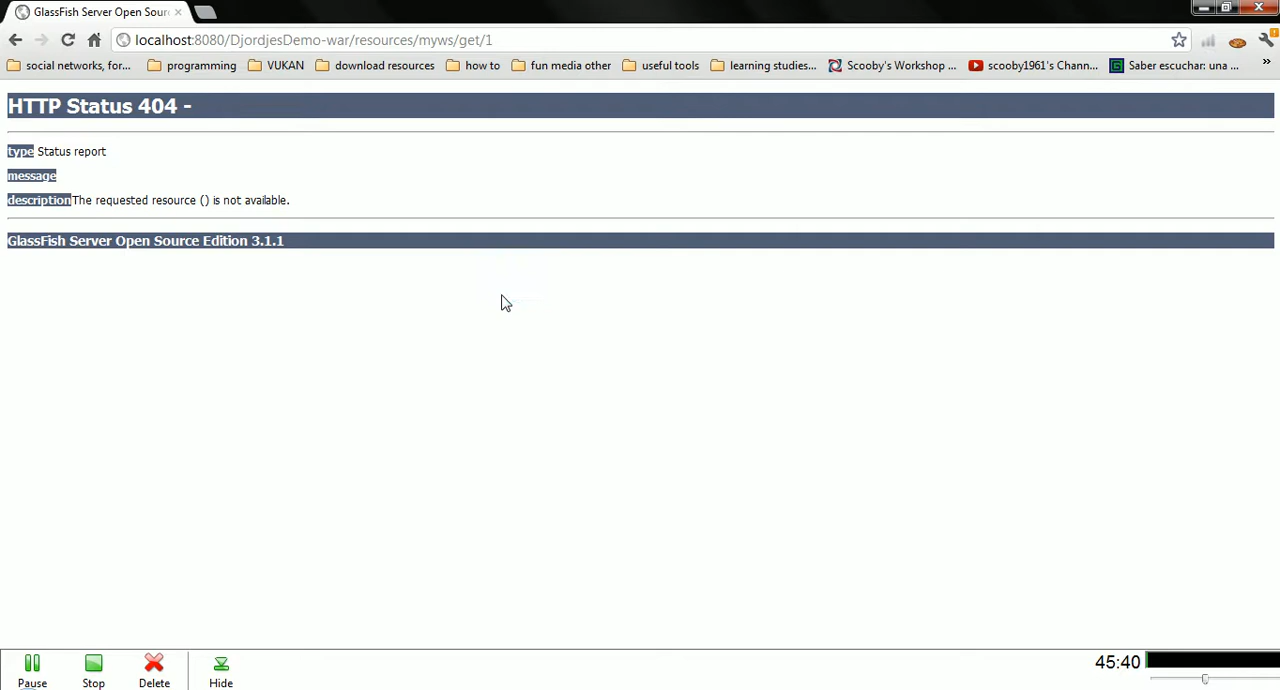 GlassFish Server Open Sour
localhost:8080/DjordjesDemo-war/resources/myws/get/1
social networks, for... programming VUKAN download resources how to fun media other useful tools learning studies... Scooby's Workshop ... scooby1961's Chann... Saber escuchar: una ... »
HTTP Status 404 -
type Status report
message
descriptionThe requested resource () is not available.
GlassFish Server Open Source Edition 3.1.1
45:40
Pause Stop Delete Hide